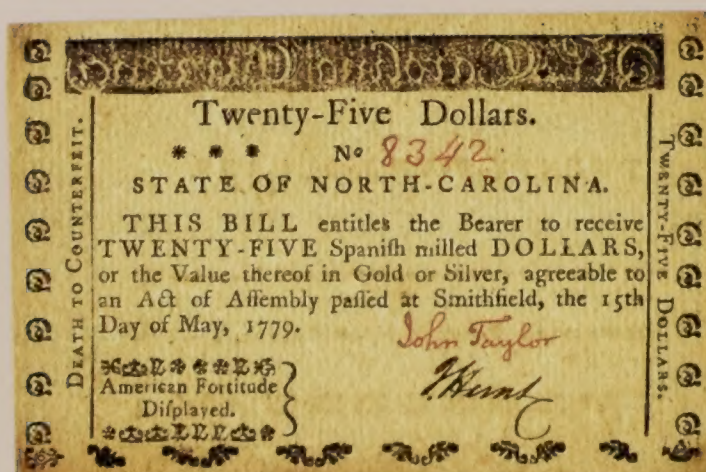 Twenty-Five Dollars.
* * * No 8342.
STATE OF NORTH-CAROLINA.
THIS BILL entitles the Bearer to receive
TWENTY-FIVE Spaniſh milled DOLLARS,
or the Value thereof in Gold or Silver, agreeable to
an Act of Aſſembly paſſed at Smithfield, the 15th
Day of May, 1779.
John Taylor
American Fortitude
Diſplayed.
J Hunt
DEATH TO COUNTERFEIT.
TWENTY-FIVE DOLLARS.